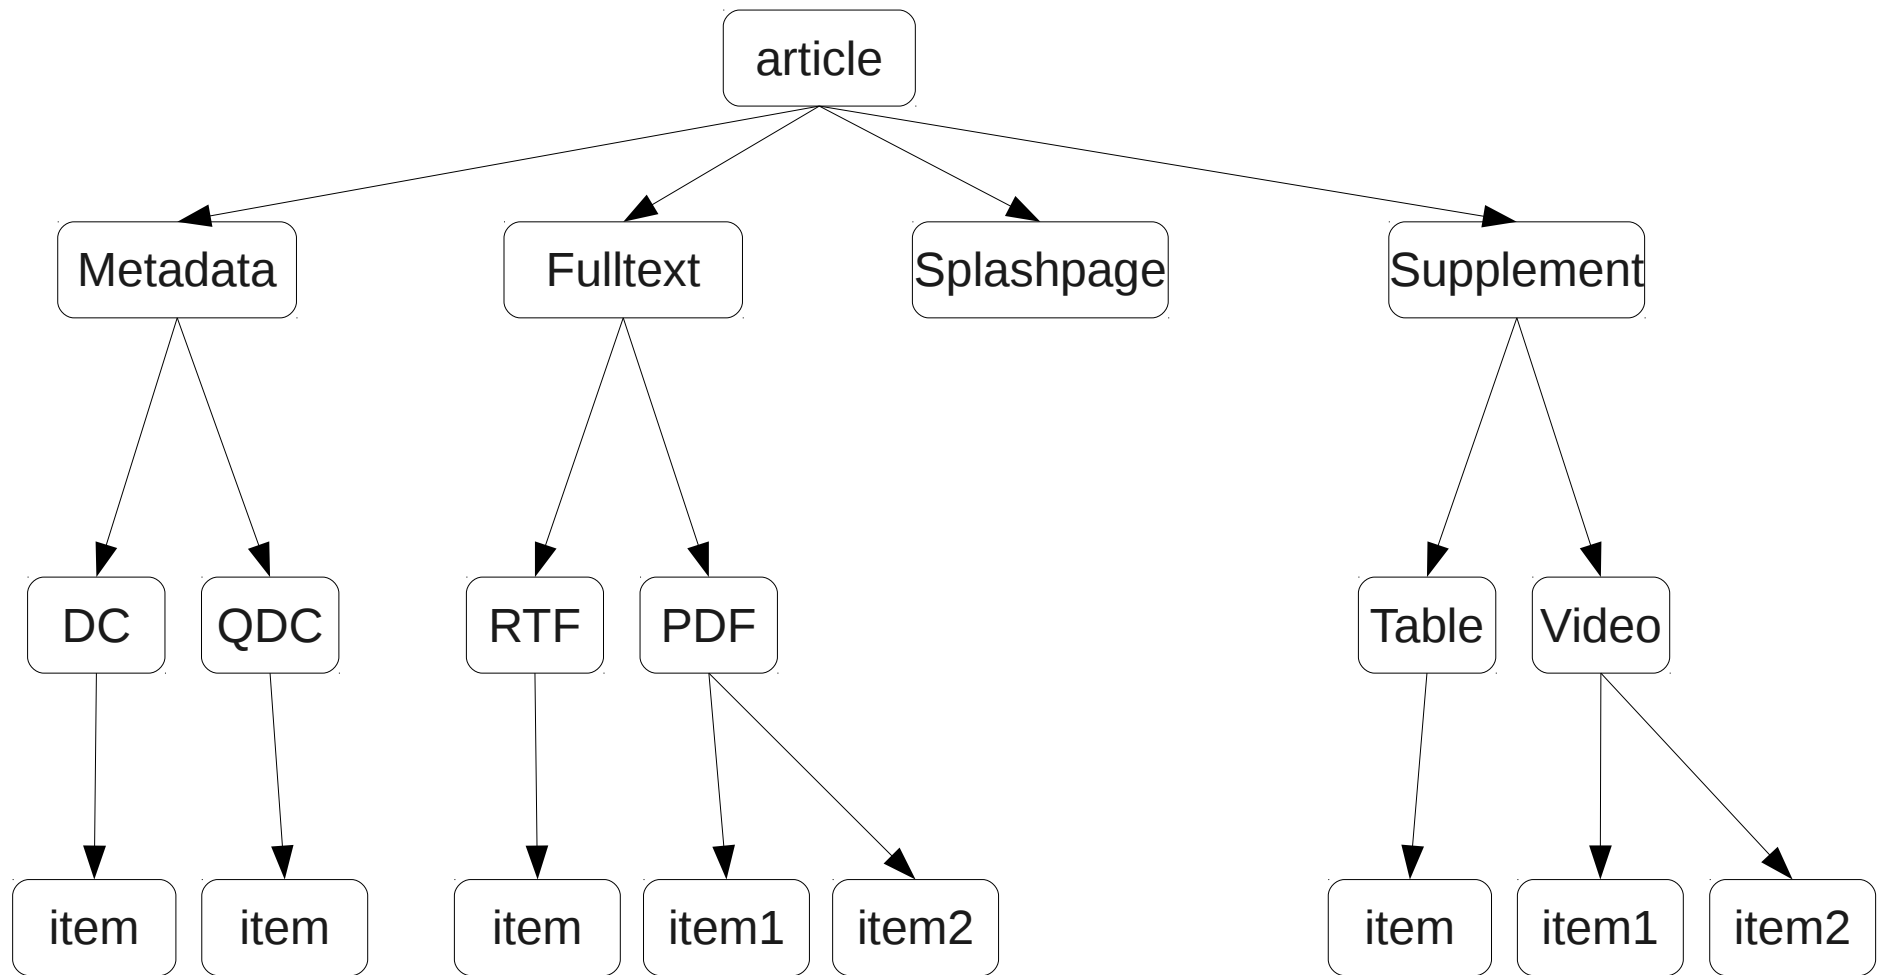 article
Metadata
Fulltext
Splashpage
Supplement
DC
QDC
RTF
PDF
Table
Video
item
item
item
item1
item2
item
item1
item2